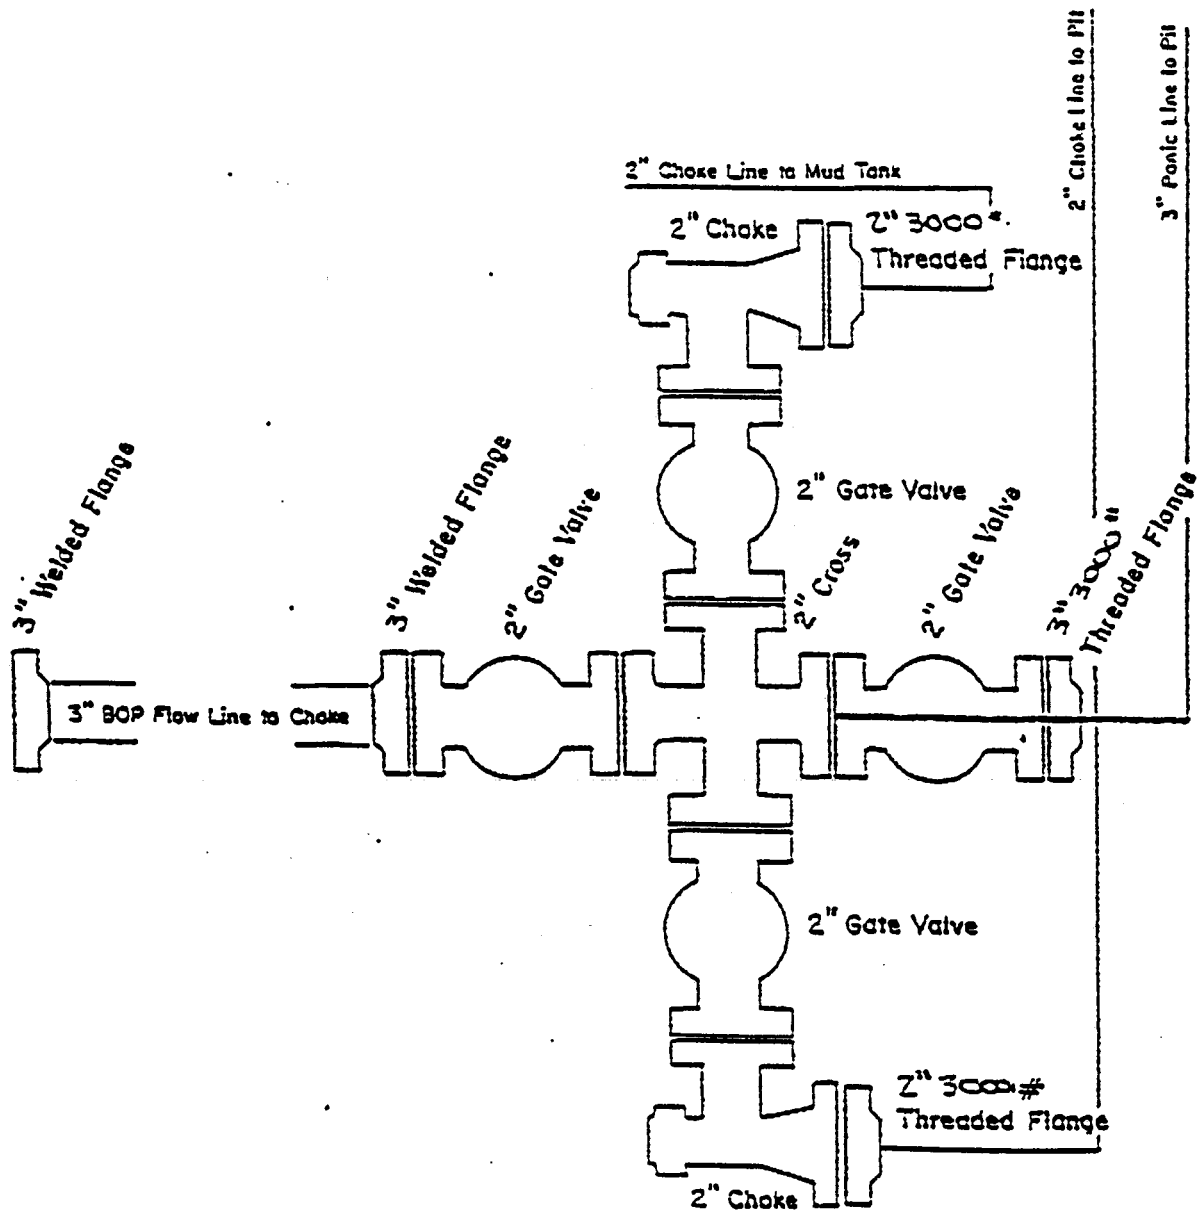 2" Choke Line to Pit
3" Panic Line to Pit
2" Choke Line to Mud Tank
2" Choke
2" 3000#
Threaded Flange
3" Welded Flange
3" Welded Flange
2" Gate Valve
2" Gate Valve
2" Cross
2" Gate Valve
3" 3000#
Threaded Flange
3" BOP Flow Line to Choke
2" Gate Valve
2" 3000#
Threaded Flange
2" Choke